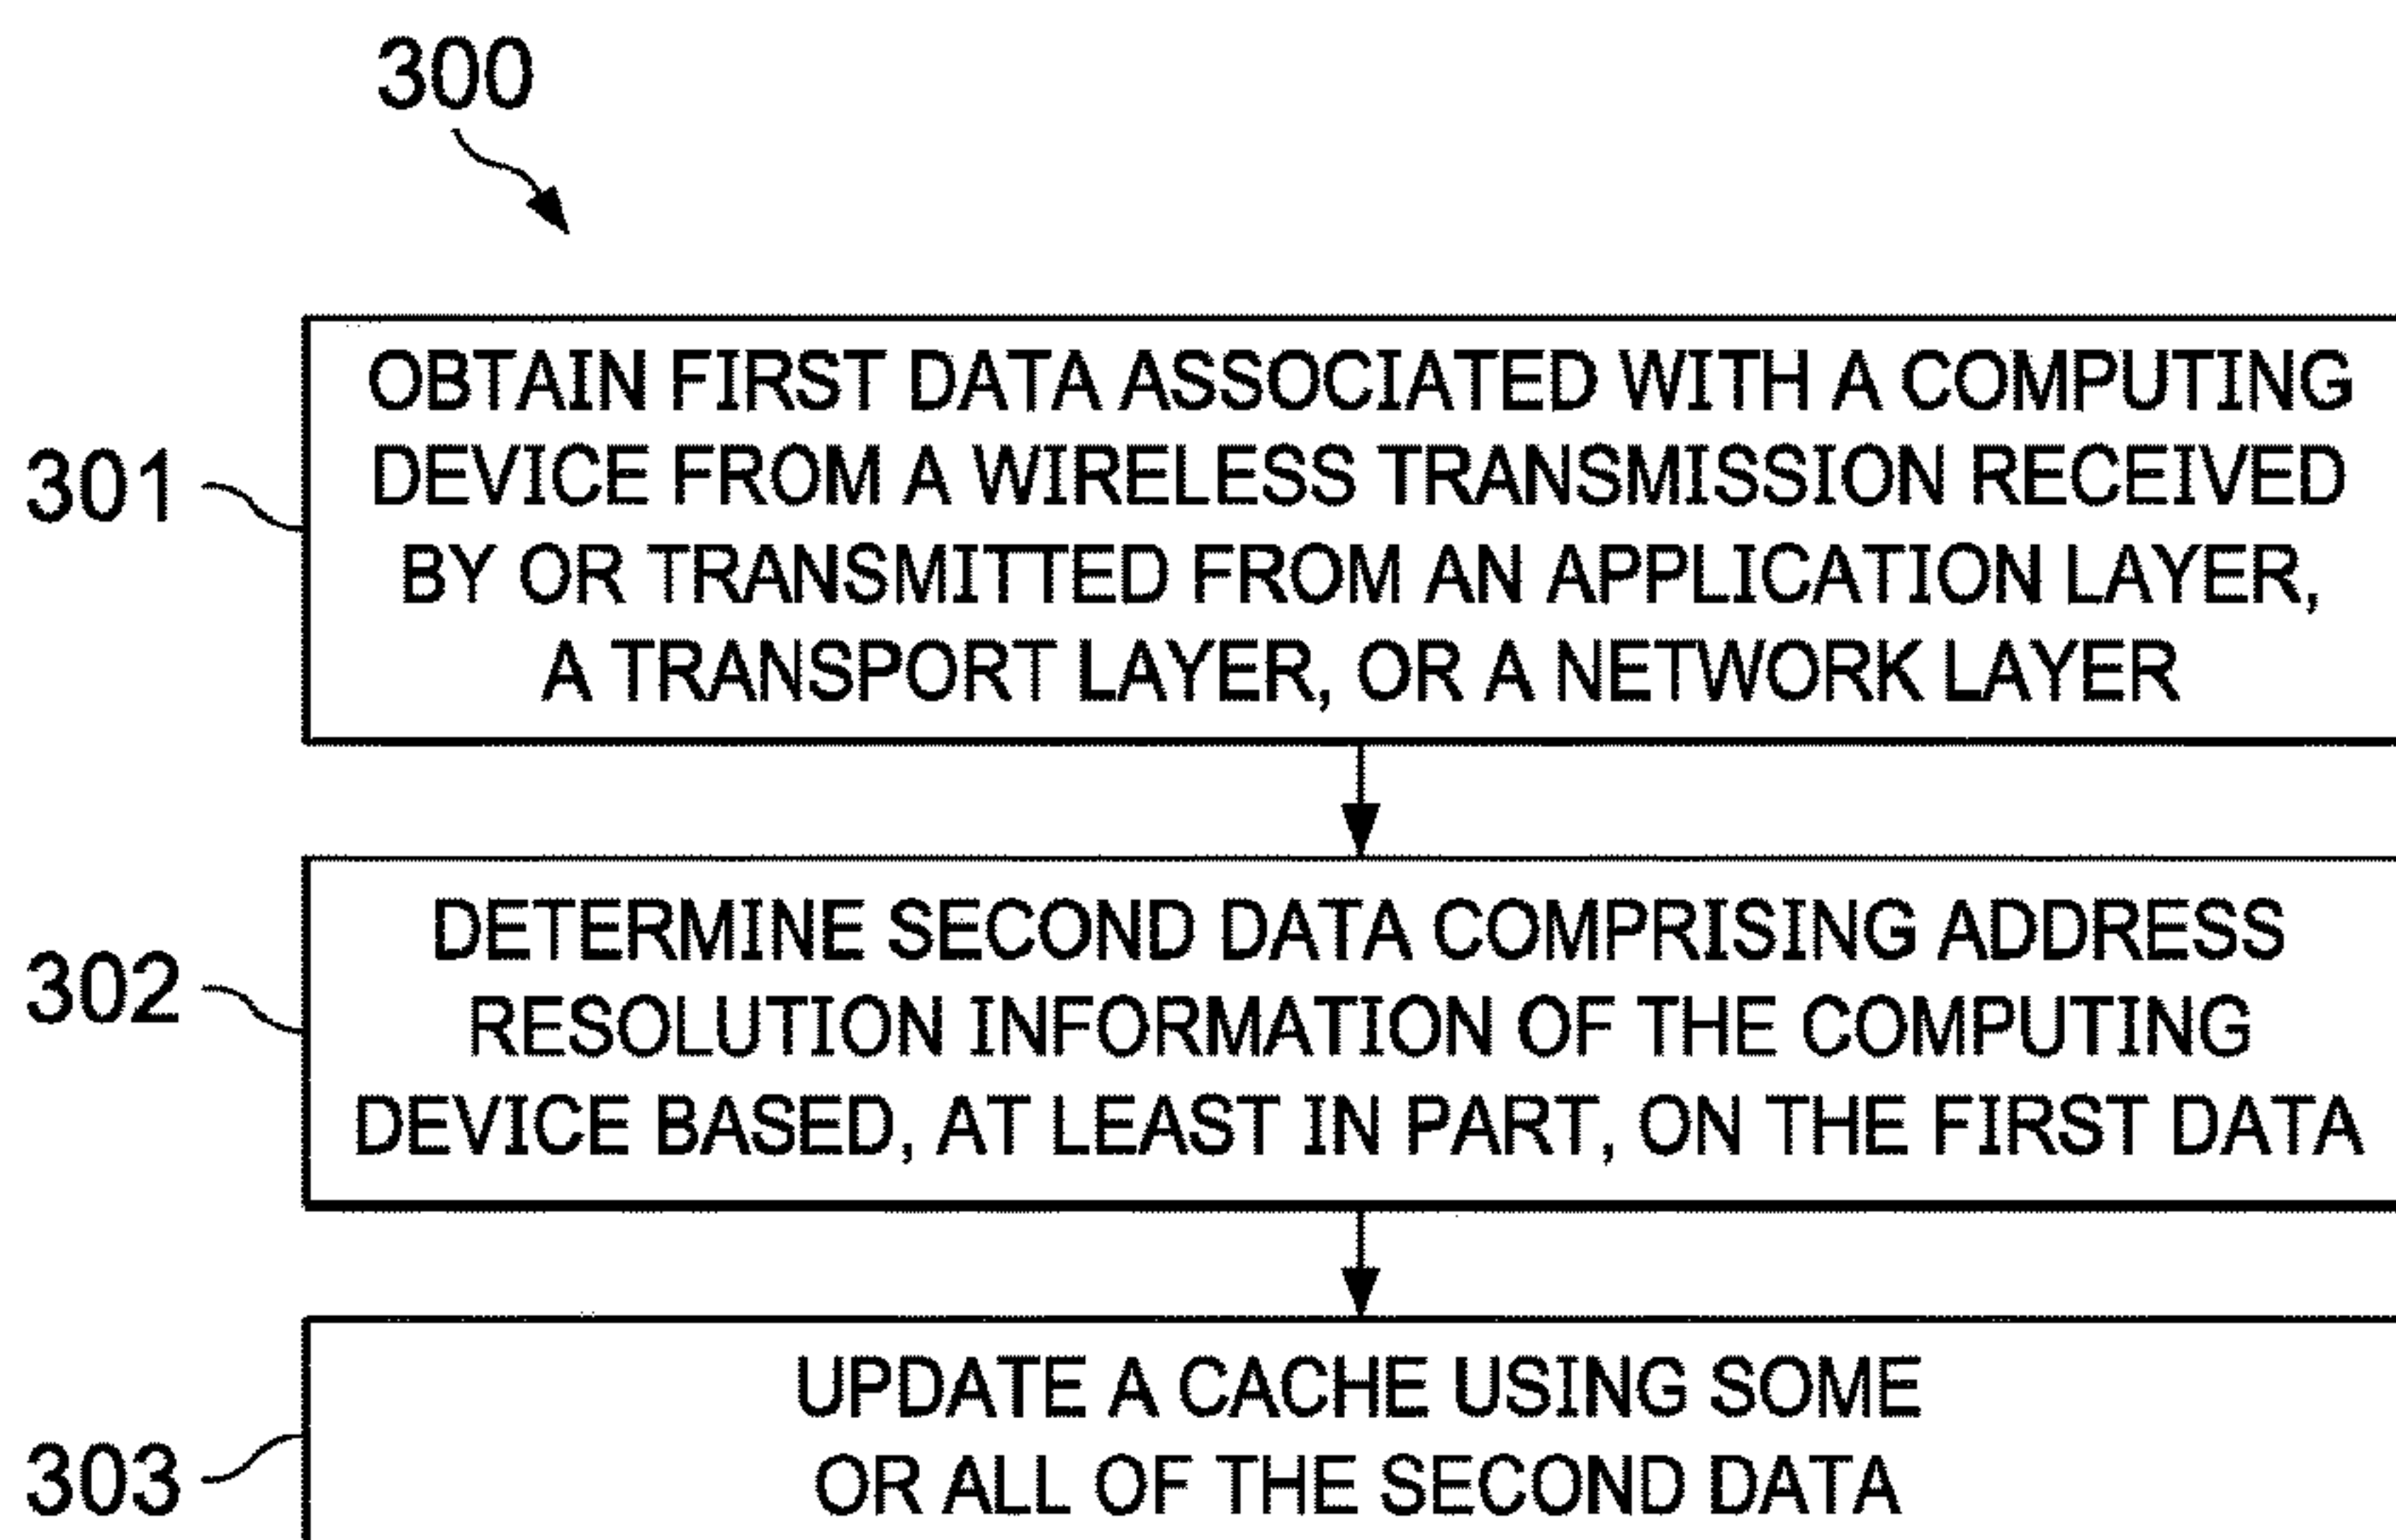 300
301
OBTAIN FIRST DATA ASSOCIATED WITH A COMPUTING
DEVICE FROM A WIRELESS TRANSMISSION RECEIVED
BY OR TRANSMITTED FROM AN APPLICATION LAYER,
A TRANSPORT LAYER, OR A NETWORK LAYER
302
DETERMINE SECOND DATA COMPRISING ADDRESS
RESOLUTION INFORMATION OF THE COMPUTING
DEVICE BASED, AT LEAST IN PART, ON THE FIRST DATA
303
UPDATE A CACHE USING SOME
OR ALL OF THE SECOND DATA